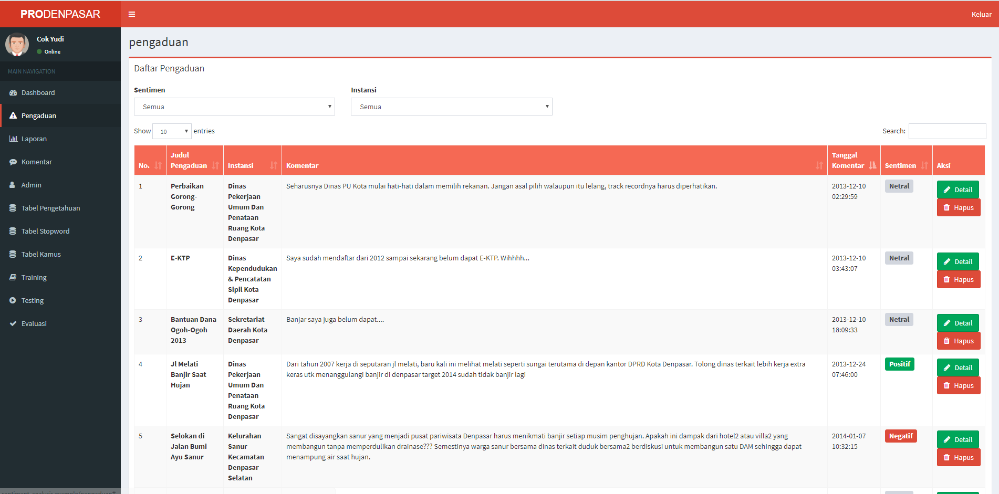 PRODENPASAR
Keluar
Cok Yudi
Online
MAIN NAVIGATION
Dashboard
Pengaduan
Laporan
Komentar
Admin
Tabel Pengetahuan
Tabel Stopword
Tabel Kamus
Training
Testing
Evaluasi
pengaduan
Daftar Pengaduan
Sentimen
Instansi
Semua
Semua
Show 10 entries
Search:
No.
Judul
Pengaduan
Instansi
Komentar
Tanggal
Komentar
Sentimen
Aksi
1
Perbaikan
Gorong-
Gorong
Dinas
Pekerjaan
Umum Dan
Penataan
Ruang Kota
Denpasar
Seharusnya Dinas PU Kota mulai hati-hati dalam memilih rekanan. Jangan asal pilih walaupun itu lelang, track recordnya harus diperhatikan.
2013-12-10
02:29:59
Netral
Detail
Hapus
2
E-KTP
Dinas
Kependudukan
& Pencatatan
Sipil Kota
Denpasar
Saya sudah mendaftar dari 2012 sampai sekarang belum dapat E-KTP. Wihhhh...
2013-12-10
03:43:07
Netral
Detail
Hapus
3
Bantuan Dana
Ogoh-Ogoh
2013
Sekretariat
Daerah Kota
Denpasar
Banjar saya juga belum dapat....
2013-12-10
18:09:33
Netral
Detail
Hapus
4
Jl Melati
Banjir Saat
Hujan
Dinas
Pekerjaan
Umum Dan
Penataan
Ruang Kota
Denpasar
Dari tahun 2007 kerja di seputaran jl melati, baru kali ini melihat melati seperti sungai terutama di depan kantor DPRD Kota Denpasar. Tolong dinas terkait lebih kerja extra
keras utk menanggulangi banjir di denpasar target 2014 sudah tidak banjir lagi
2013-12-24
07:46:00
Positif
Detail
Hapus
5
Selokan di
Jalan Bumi
Ayu Sanur
Kelurahan
Sanur
Kecamatan
Denpasar
Selatan
Sangat disayangkan sanur yang menjadi pusat pariwisata Denpasar harus menikmati banjir setiap musim penghujan. Apakah ini dampak dari hotel2 atau villa2 yang
membangun tanpa memperdulikan drainase??? Semestinya warga sanur bersama dinas terkait duduk bersama2 berdiskusi untuk membangun satu DAM sehingga dapat
menampung air saat hujan.
2014-01-07
10:32:15
Negatif
Detail
Hapus